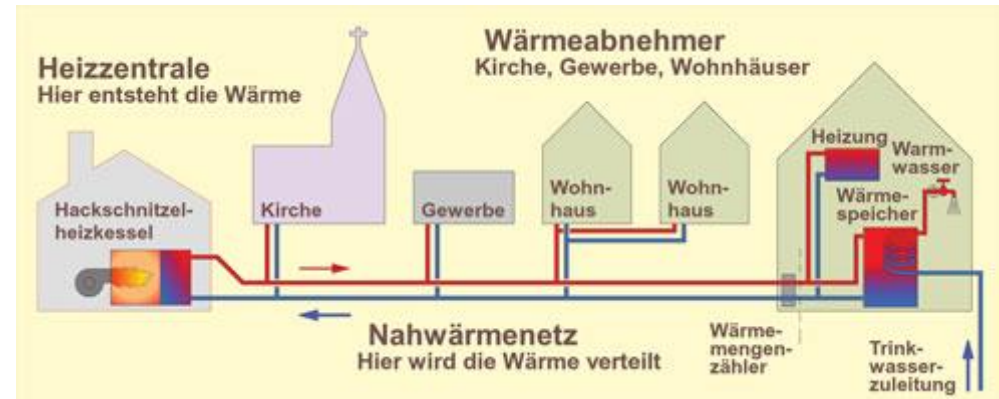 Heizzentrale
Hier entsteht die Wärme
Wärmeabnehmer
Kirche, Gewerbe, Wohnhäuser
Hackschnitzel-
heizkessel
Kirche
Gewerbe
Wohn-
haus
Wohn-
haus
Heizung
Warm-
wasser
Wärme-
speicher
Nahwärmenetz
Hier wird die Wärme verteilt
Wärme-
mengen-
zähler
Trink-
wasser-
zuleitung